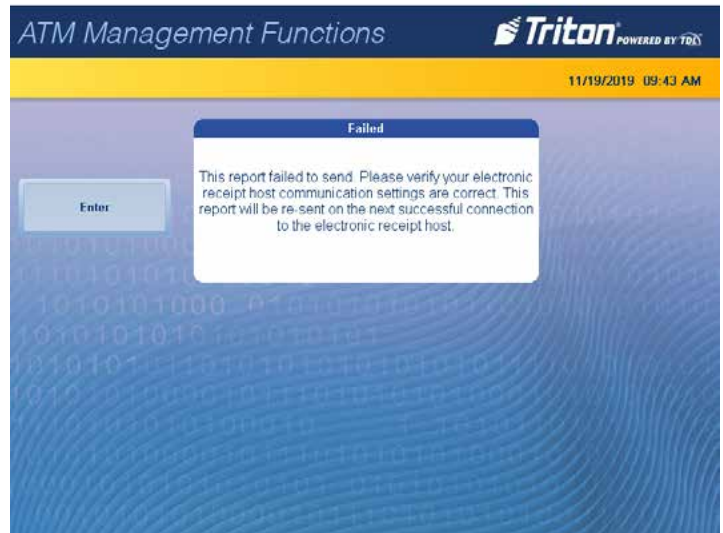 ATM Management Functions
Triton POWERED BY TDL
11/19/2019 09:43 AM
Failed
This report failed to send. Please verify your electronic
receipt host communication settings are correct. This
report will be re-sent on the next successful connection
to the electronic receipt host.
Enter